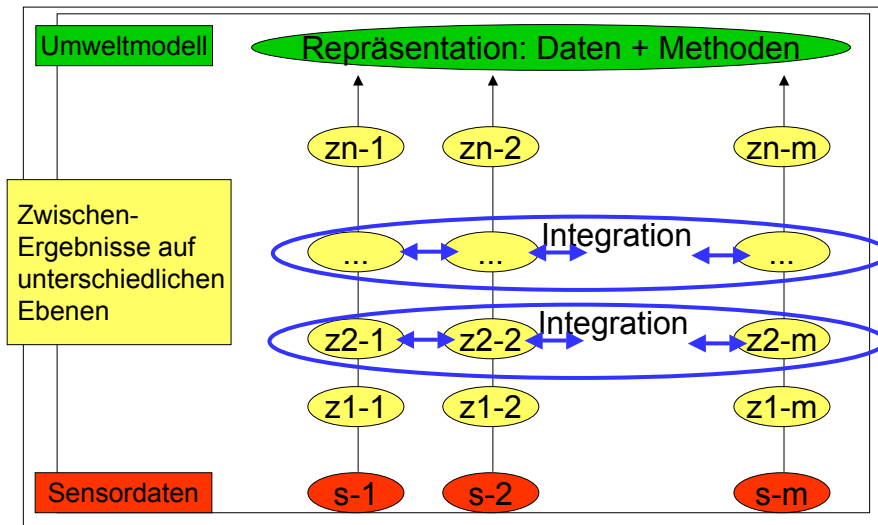 Umweltmodell
Repräsentation: Daten + Methoden
zn-1 zn-2 zn-m
Zwischen-
Ergebnisse auf
unterschiedlichen
Ebenen
Integration
... ... ...
Integration
z2-1 z2-2 z2-m
z1-1 z1-2 z1-m
Sensordaten
s-1 s-2 s-m